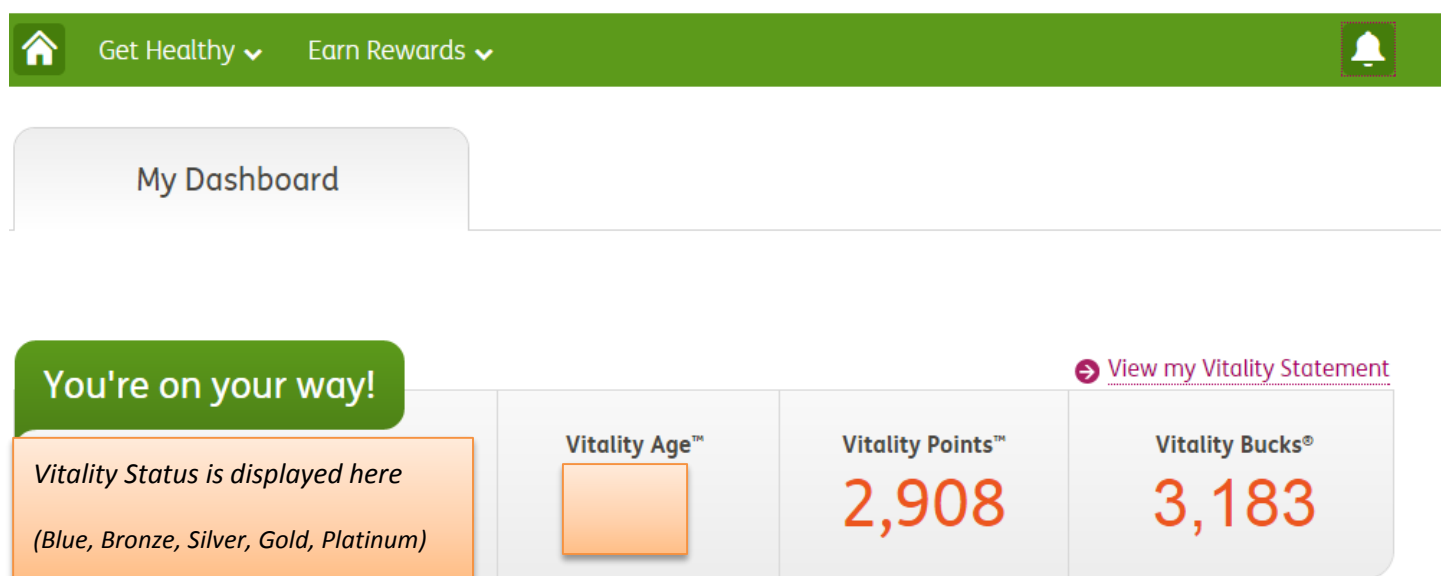 Get Healthy Earn Rewards
My Dashboard
You're on your way!
View my Vitality Statement
Vitality Status is displayed here
(Blue, Bronze, Silver, Gold, Platinum)
Vitality Age™
Vitality Points™
2,908
Vitality Bucks®
3,183